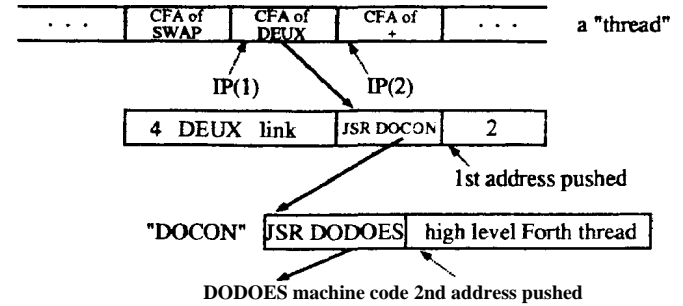 . . . CFA of SWAP CFA of DEUX CFA of + . . . a "thread"
IP(1) IP(2)
4 DEUX link JSR DOCON 2
1st address pushed
"DOCON" JSR DODOES high level Forth thread
DODOES machine code 2nd address pushed